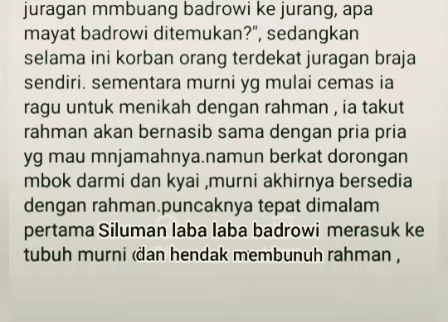 juragan mmbuang badrowi ke jurang, apa
mayat badrowi ditemukan?", sedangkan
selama ini korban orang terdekat juragan braja
sendiri. sementara murni yg mulai cemas ia
ragu untuk menikah dengan rahman , ia takut
rahman akan bernasib sama dengan pria pria
yg mau mnjamahnya.namun berkat dorongan
mbok darmi dan kyai ,murni akhirnya bersedia
dengan rahman.puncaknya tepat dimalam
pertama Siluman laba laba badrowi merasuk ke
tubuh murni (dan hendak membunuh rahman ,